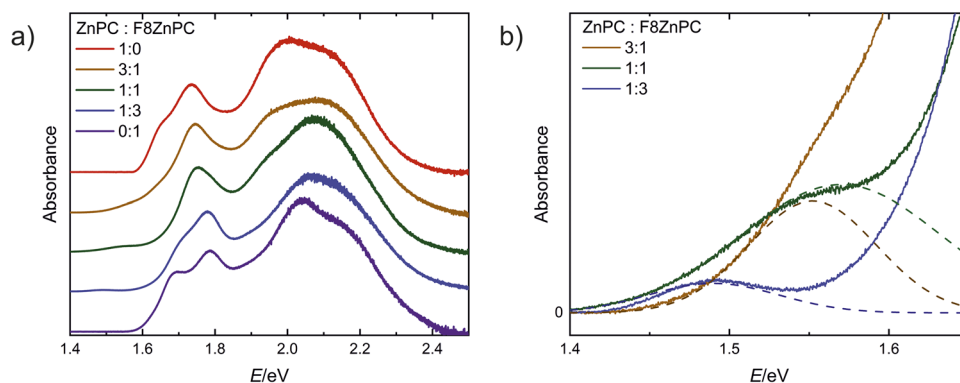 a)
ZnPC : F8ZnPC
1:0
3:1
1:1
1:3
0:1
Absorbance
1.4 1.6 1.8 2.0 2.2 2.4
E/eV
b)
ZnPC : F8ZnPC
3:1
1:1
1:3
Absorbance
0
1.4 1.5 1.6
E/eV